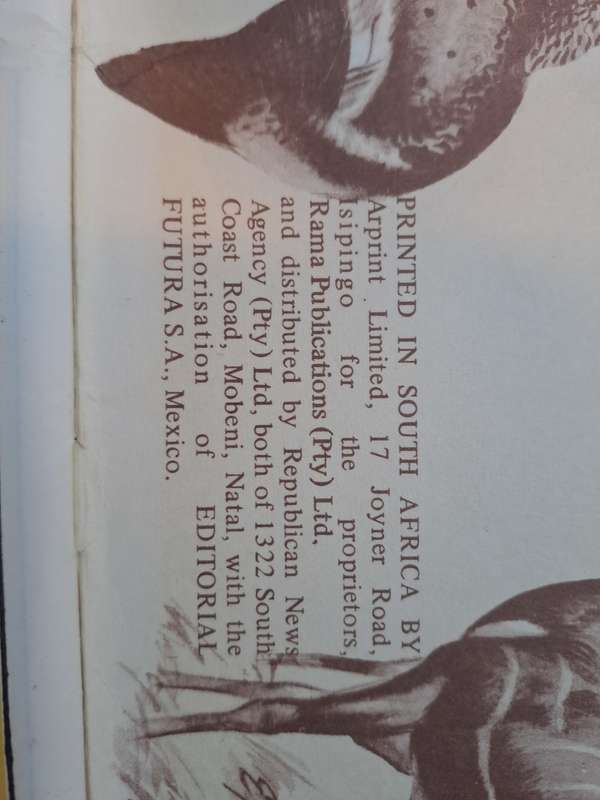 PRINTED IN SOUTH AFRICA BY
Arprint Limited, 17 Joyner Road,
Isipingo for the proprietors,
Rama Publications (Pty) Ltd,
and distributed by Republican News
Agency (Pty) Ltd, both of 1322 South
Coast Road, Mobeni, Natal, with the
authorisation of EDITORIAL
FUTURA S.A., Mexico.